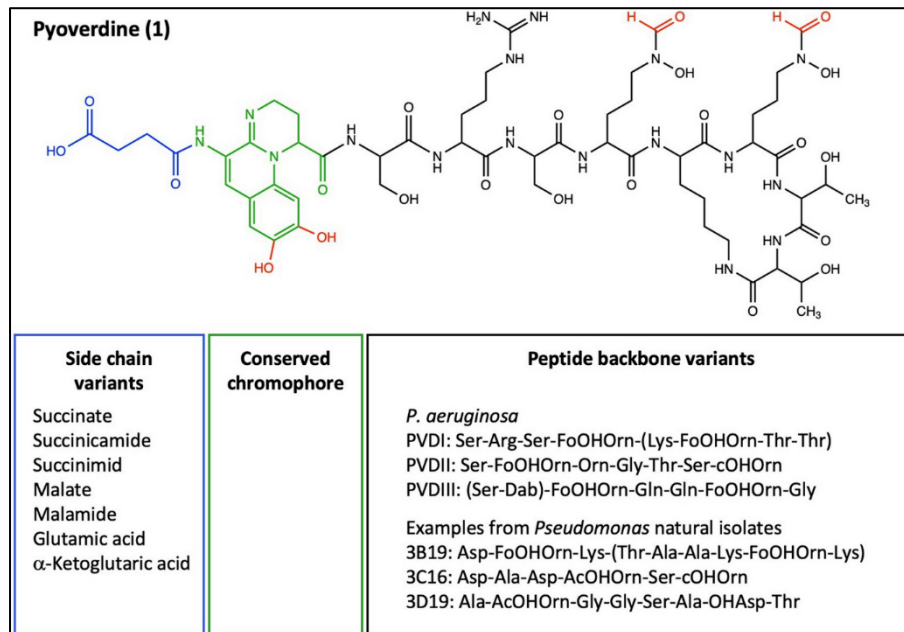 Pyoverdine (1)
H₂N NH
NH
H O
N OH
H O
N OH
O
HO
O
H
N
N
N
O
H
N
OH
O
N
H
O
H
N
OH
O
N
H
O
H
N
O
N
H
O
NH
OH
CH₃
O
NH
HN
O
OH
CH₃
HO
OH
Side chain
variants
Succinate
Succinicamide
Succinimid
Malate
Malamide
Glutamic acid
α-Ketoglutaric acid
Conserved
chromophore
Peptide backbone variants
P. aeruginosa
PVDI: Ser-Arg-Ser-FoOHOrn-(Lys-FoOHOrn-Thr-Thr)
PVDII: Ser-FoOHOrn-Orn-Gly-Thr-Ser-cOHOrn
PVDIII: (Ser-Dab)-FoOHOrn-Gln-Gln-FoOHOrn-Gly
Examples from Pseudomonas natural isolates
3B19: Asp-FoOHOrn-Lys-(Thr-Ala-Ala-Lys-FoOHOrn-Lys)
3C16: Asp-Ala-Asp-AcOHOrn-Ser-cOHOrn
3D19: Ala-AcOHOrn-Gly-Gly-Ser-Ala-OHAsp-Thr